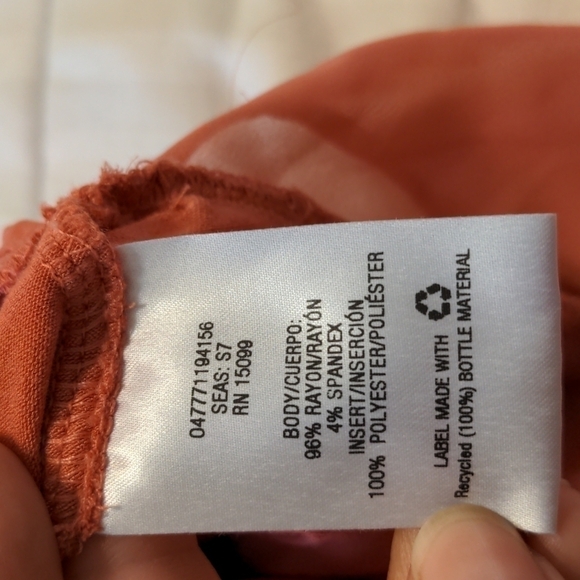 047771194156
SEAS: S7
RN 15099
BODY/CUERPO:
96% RAYON/RAYÓN
4% SPANDEX
INSERT/INSERCIÓN
100% POLYESTER/POLIÉSTER
LABEL MADE WITH
Recycled (100%) BOTTLE MATERIAL